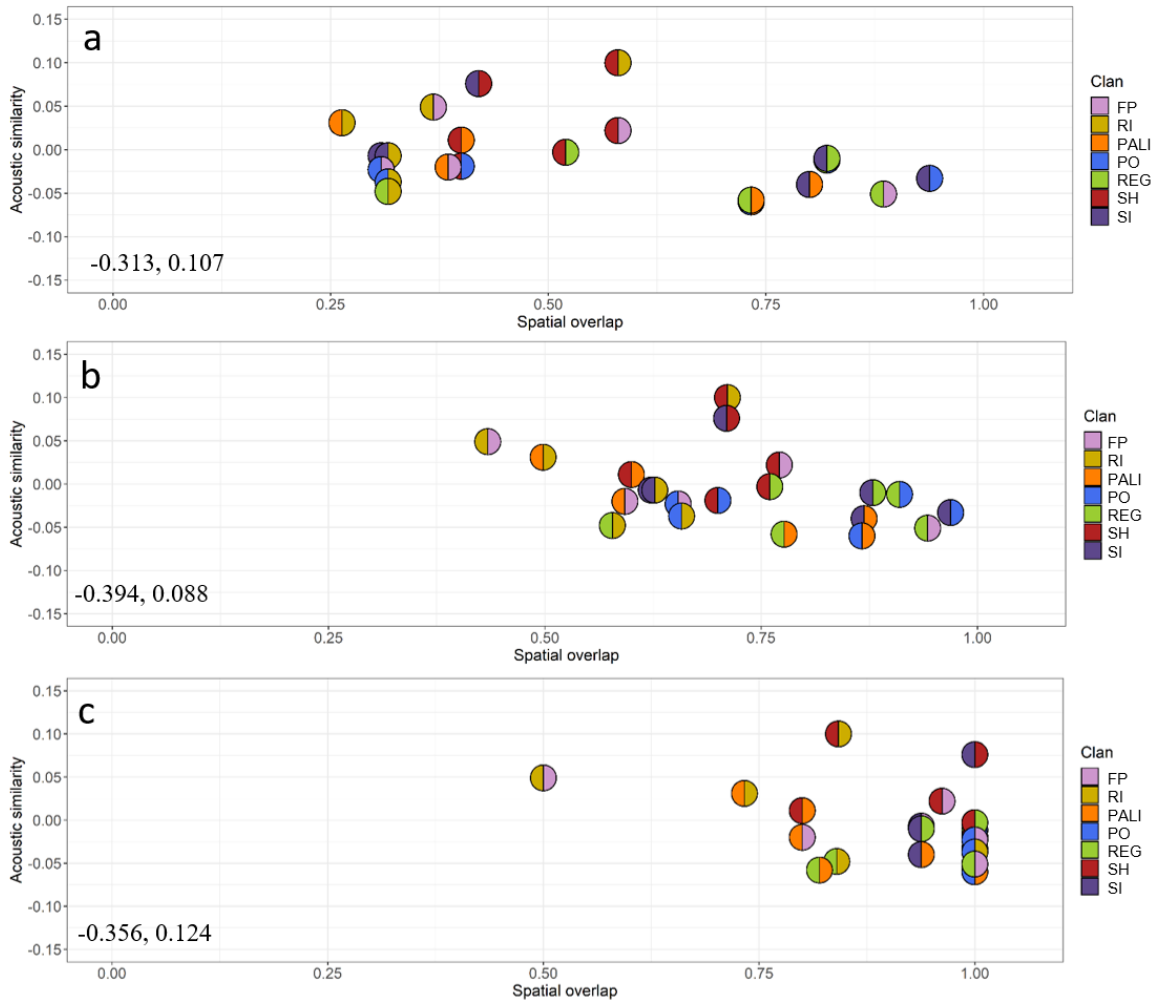 a
0.15
0.10
0.05
0.00
-0.05
-0.10
-0.15
Acoustic similarity
-0.313, 0.107
0.00 0.25 0.50 0.75 1.00
Spatial overlap
Clan
FP
RI
PALI
PO
REG
SH
SI
b
0.15
0.10
0.05
0.00
-0.05
-0.10
-0.15
Acoustic similarity
-0.394, 0.088
0.00 0.25 0.50 0.75 1.00
Spatial overlap
Clan
FP
RI
PALI
PO
REG
SH
SI
c
0.15
0.10
0.05
0.00
-0.05
-0.10
-0.15
Acoustic similarity
-0.356, 0.124
0.00 0.25 0.50 0.75 1.00
Spatial overlap
Clan
FP
RI
PALI
PO
REG
SH
SI